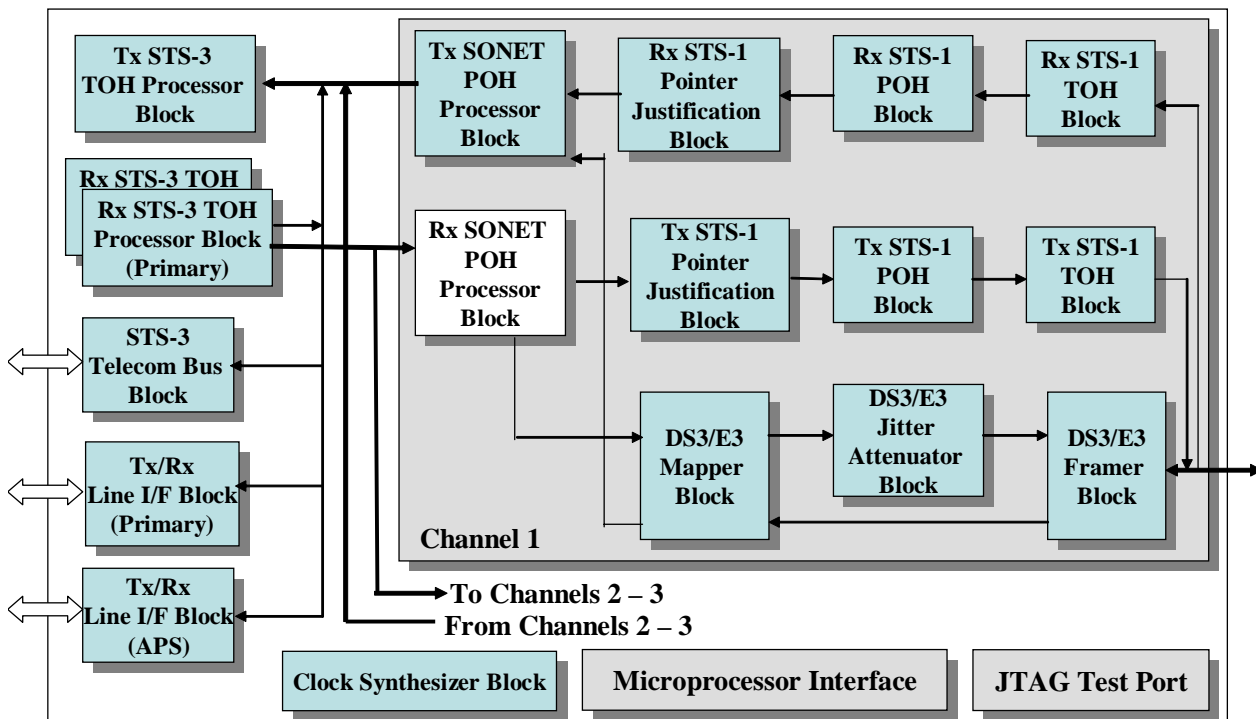 Tx STS-3
TOH Processor
Block
Tx SONET
POH
Processor
Block
Rx STS-1
Pointer
Justification
Block
Rx STS-1
POH
Block
Rx STS-1
TOH
Block
Rx STS-3 TOH
Rx STS-3 TOH
Processor Block
(Primary)
Rx SONET
POH
Processor
Block
Tx STS-1
Pointer
Justification
Block
Tx STS-1
POH
Block
Tx STS-1
TOH
Block
STS-3
Telecom Bus
Block
DS3/E3
Mapper
Block
DS3/E3
Jitter
Attenuator
Block
DS3/E3
Framer
Block
Tx/Rx
Line I/F Block
(Primary)
Channel 1
Tx/Rx
Line I/F Block
(APS)
To Channels 2 – 3
From Channels 2 – 3
Clock Synthesizer Block
Microprocessor Interface
JTAG Test Port